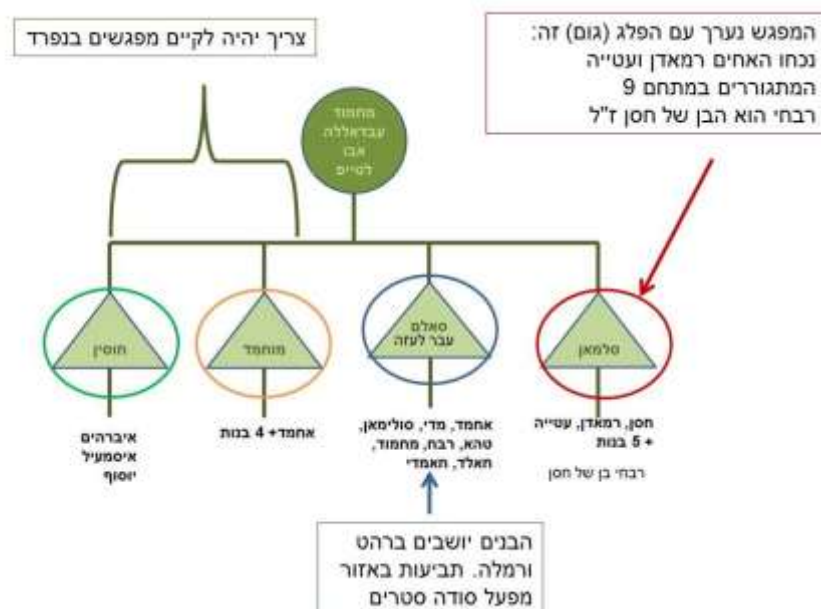 המפגש נערך עם הפלג (גום) זה:
נכחו האחים רמאדן ועטייה
המתגוררים במתחם 9
רבחי הוא הבן של חסן ז"ל
צריך יהיה לקיים מפגשים בנפרד
מחמוד
עבדאללה
אבו
לטייף
סלמאן
סאלם
עבר לעזה
מוחמד
חוסין
חסן, רמאדן, עטייה
+ 5 בנות
רבחי בן של חסן
אחמד, מדי, סולימאן,
טהא, רבח, מחמוד,
חאלד, חאמדי
אחמד+ 4 בנות
איברהים
איסמעיל
יוסוף
הבנים יושבים ברהט
ורמלה. תביעות באזור
מפעל סודה סטרים